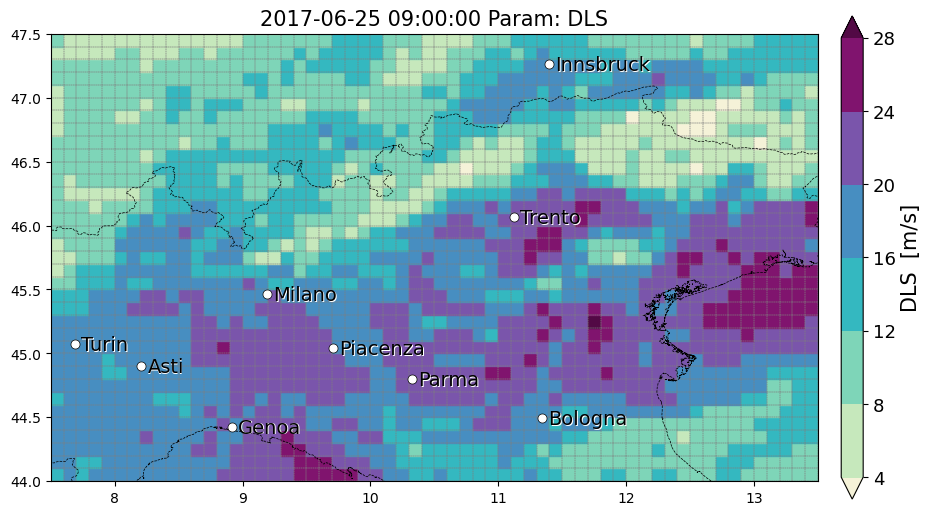 2017-06-25 09:00:00 Param: DLS
47.5
47.0
46.5
46.0
45.5
45.0
44.5
44.0
8
9
10
11
12
13
Innsbruck
Trento
Milano
Turin
Asti
Piacenza
Parma
Genoa
Bologna
28
24
20
16
12
8
4
DLS [m/s]